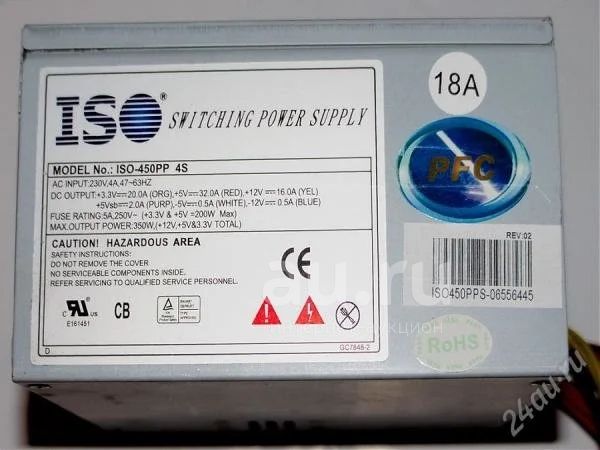 ISO® SWITCHING POWER SUPPLY
MODEL No.: ISO-450PP 4S
AC INPUT:230V,4A,47~63HZ
DC OUTPUT:+3.3V⎓20.0A (ORG),+5V⎓32.0A (RED),+12V⎓16.0A (YEL)
+5Vsb⎓2.0A (PURP),-5V⎓0.5A (WHITE),-12V⎓0.5A (BLUE)
FUSE RATING:5A,250V~ (+3.3V & +5V =200W Max)
MAX.OUTPUT POWER:350W,(+12V,+5V&3.3V TOTAL)
CAUTION! HAZARDOUS AREA
SAFETY INSTRUCTIONS:
DO NOT REMOVE THE COVER
NO SERVICEABLE COMPONENTS INSIDE.
REFER SERVICING TO QUALIFIED SERVICE PERSONNEL.
E161451
CB
D
GC7848-2
18A
PFC
REV:02
ISO450PPS-06556445
RoHS
au.ru
интернет-аукцион
24au.ru